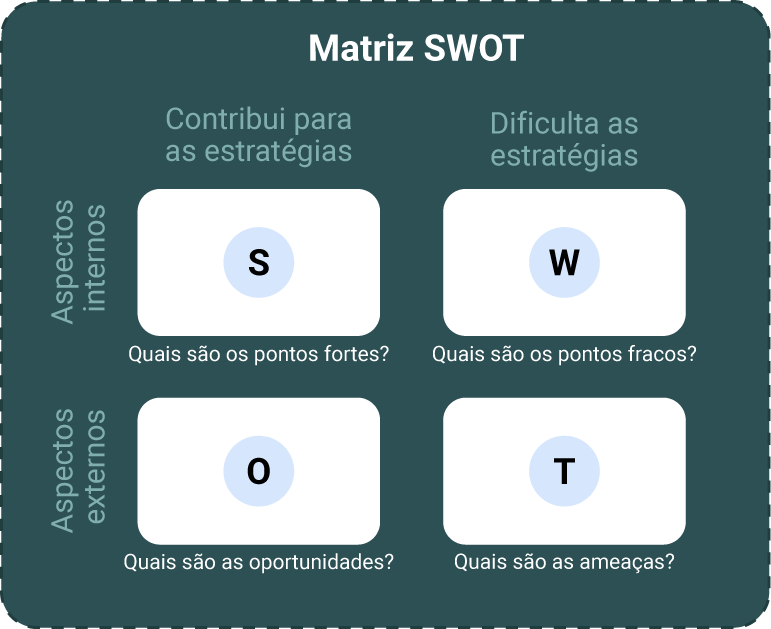 Matriz SWOT
Contribui para
as estratégias
Dificulta as
estratégias
Aspectos
internos
S
W
Quais são os pontos fortes?
Quais são os pontos fracos?
Aspectos
externos
O
T
Quais são as oportunidades?
Quais são as ameaças?